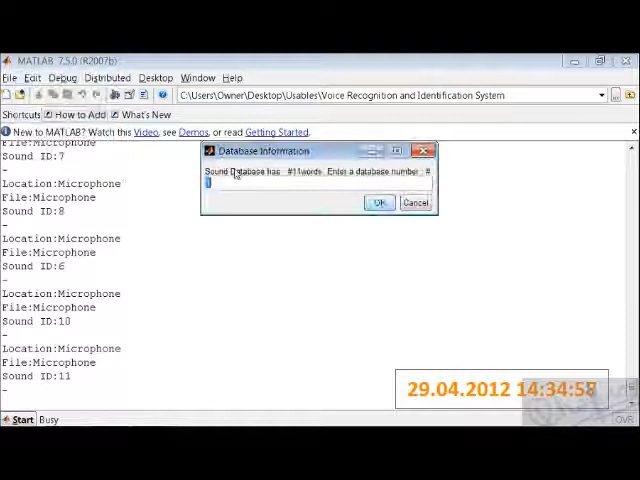 MATLAB 7.5.0 (R2007b)
File Edit Debug Distributed Desktop Window Help
C:\Users\Owner\Desktop\Usables\Voice Recognition and Identification System
Shortcuts How to Add What's New
New to MATLAB? Watch this Video, see Demos, or read Getting Started.
File:Microphone
Sound ID:7
-
Location:Microphone
File:Microphone
Sound ID:8
-
Location:Microphone
File:Microphone
Sound ID:6
-
Location:Microphone
File:Microphone
Sound ID:10
-
Location:Microphone
File:Microphone
Sound ID:11
-
Database Information
Sound Database has #11words. Enter a database number : #
1
OK Cancel
29.04.2012 14:34:58
Start Busy
OVR